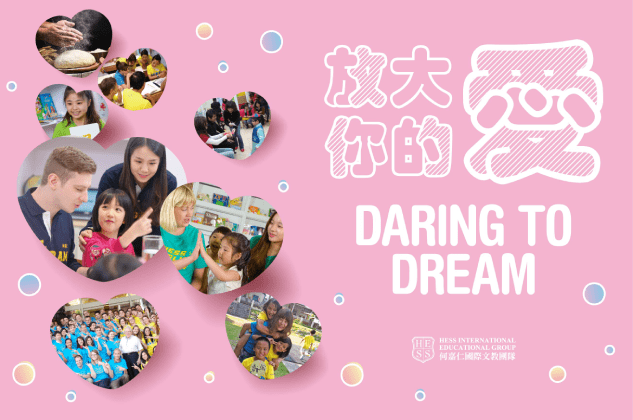 放大
你的
愛
DARING TO
DREAM
HESS
HESS INTERNATIONAL
EDUCATIONAL GROUP
何嘉仁國際文教團隊